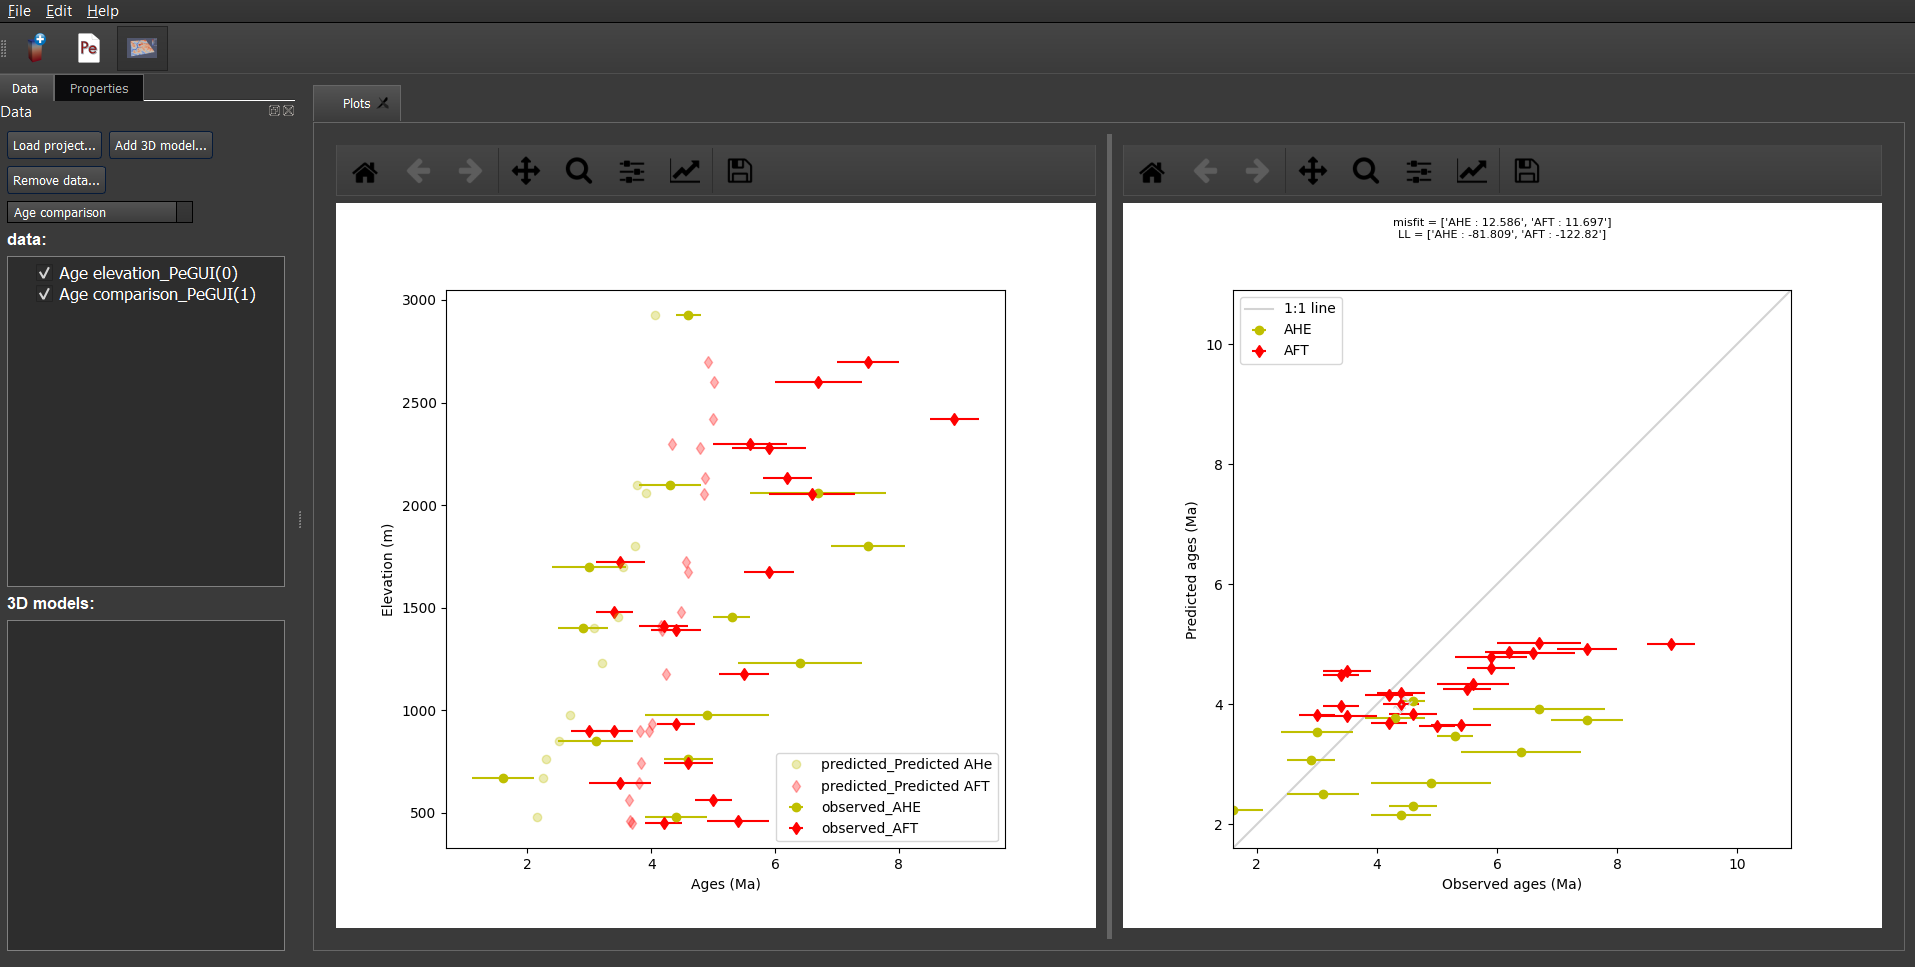 File Edit Help
Pe
Data Properties
Data
Load project... Add 3D model...
Remove data...
Age comparison
data:
Age elevation_PeGUI(0)
Age comparison_PeGUI(1)
3D models:
Plots
3000
2500
2000
1500
1000
500
Elevation (m)
2 4 6 8
Ages (Ma)
predicted_Predicted AHe
predicted_Predicted AFT
observed_AHE
observed_AFT
misfit = ['AHE : 12.586', 'AFT : 11.697']
LL = ['AHE : -81.809', 'AFT : -122.82']
1:1 line
AHE
AFT
10
8
6
4
2
Predicted ages (Ma)
2 4 6 8 10
Observed ages (Ma)